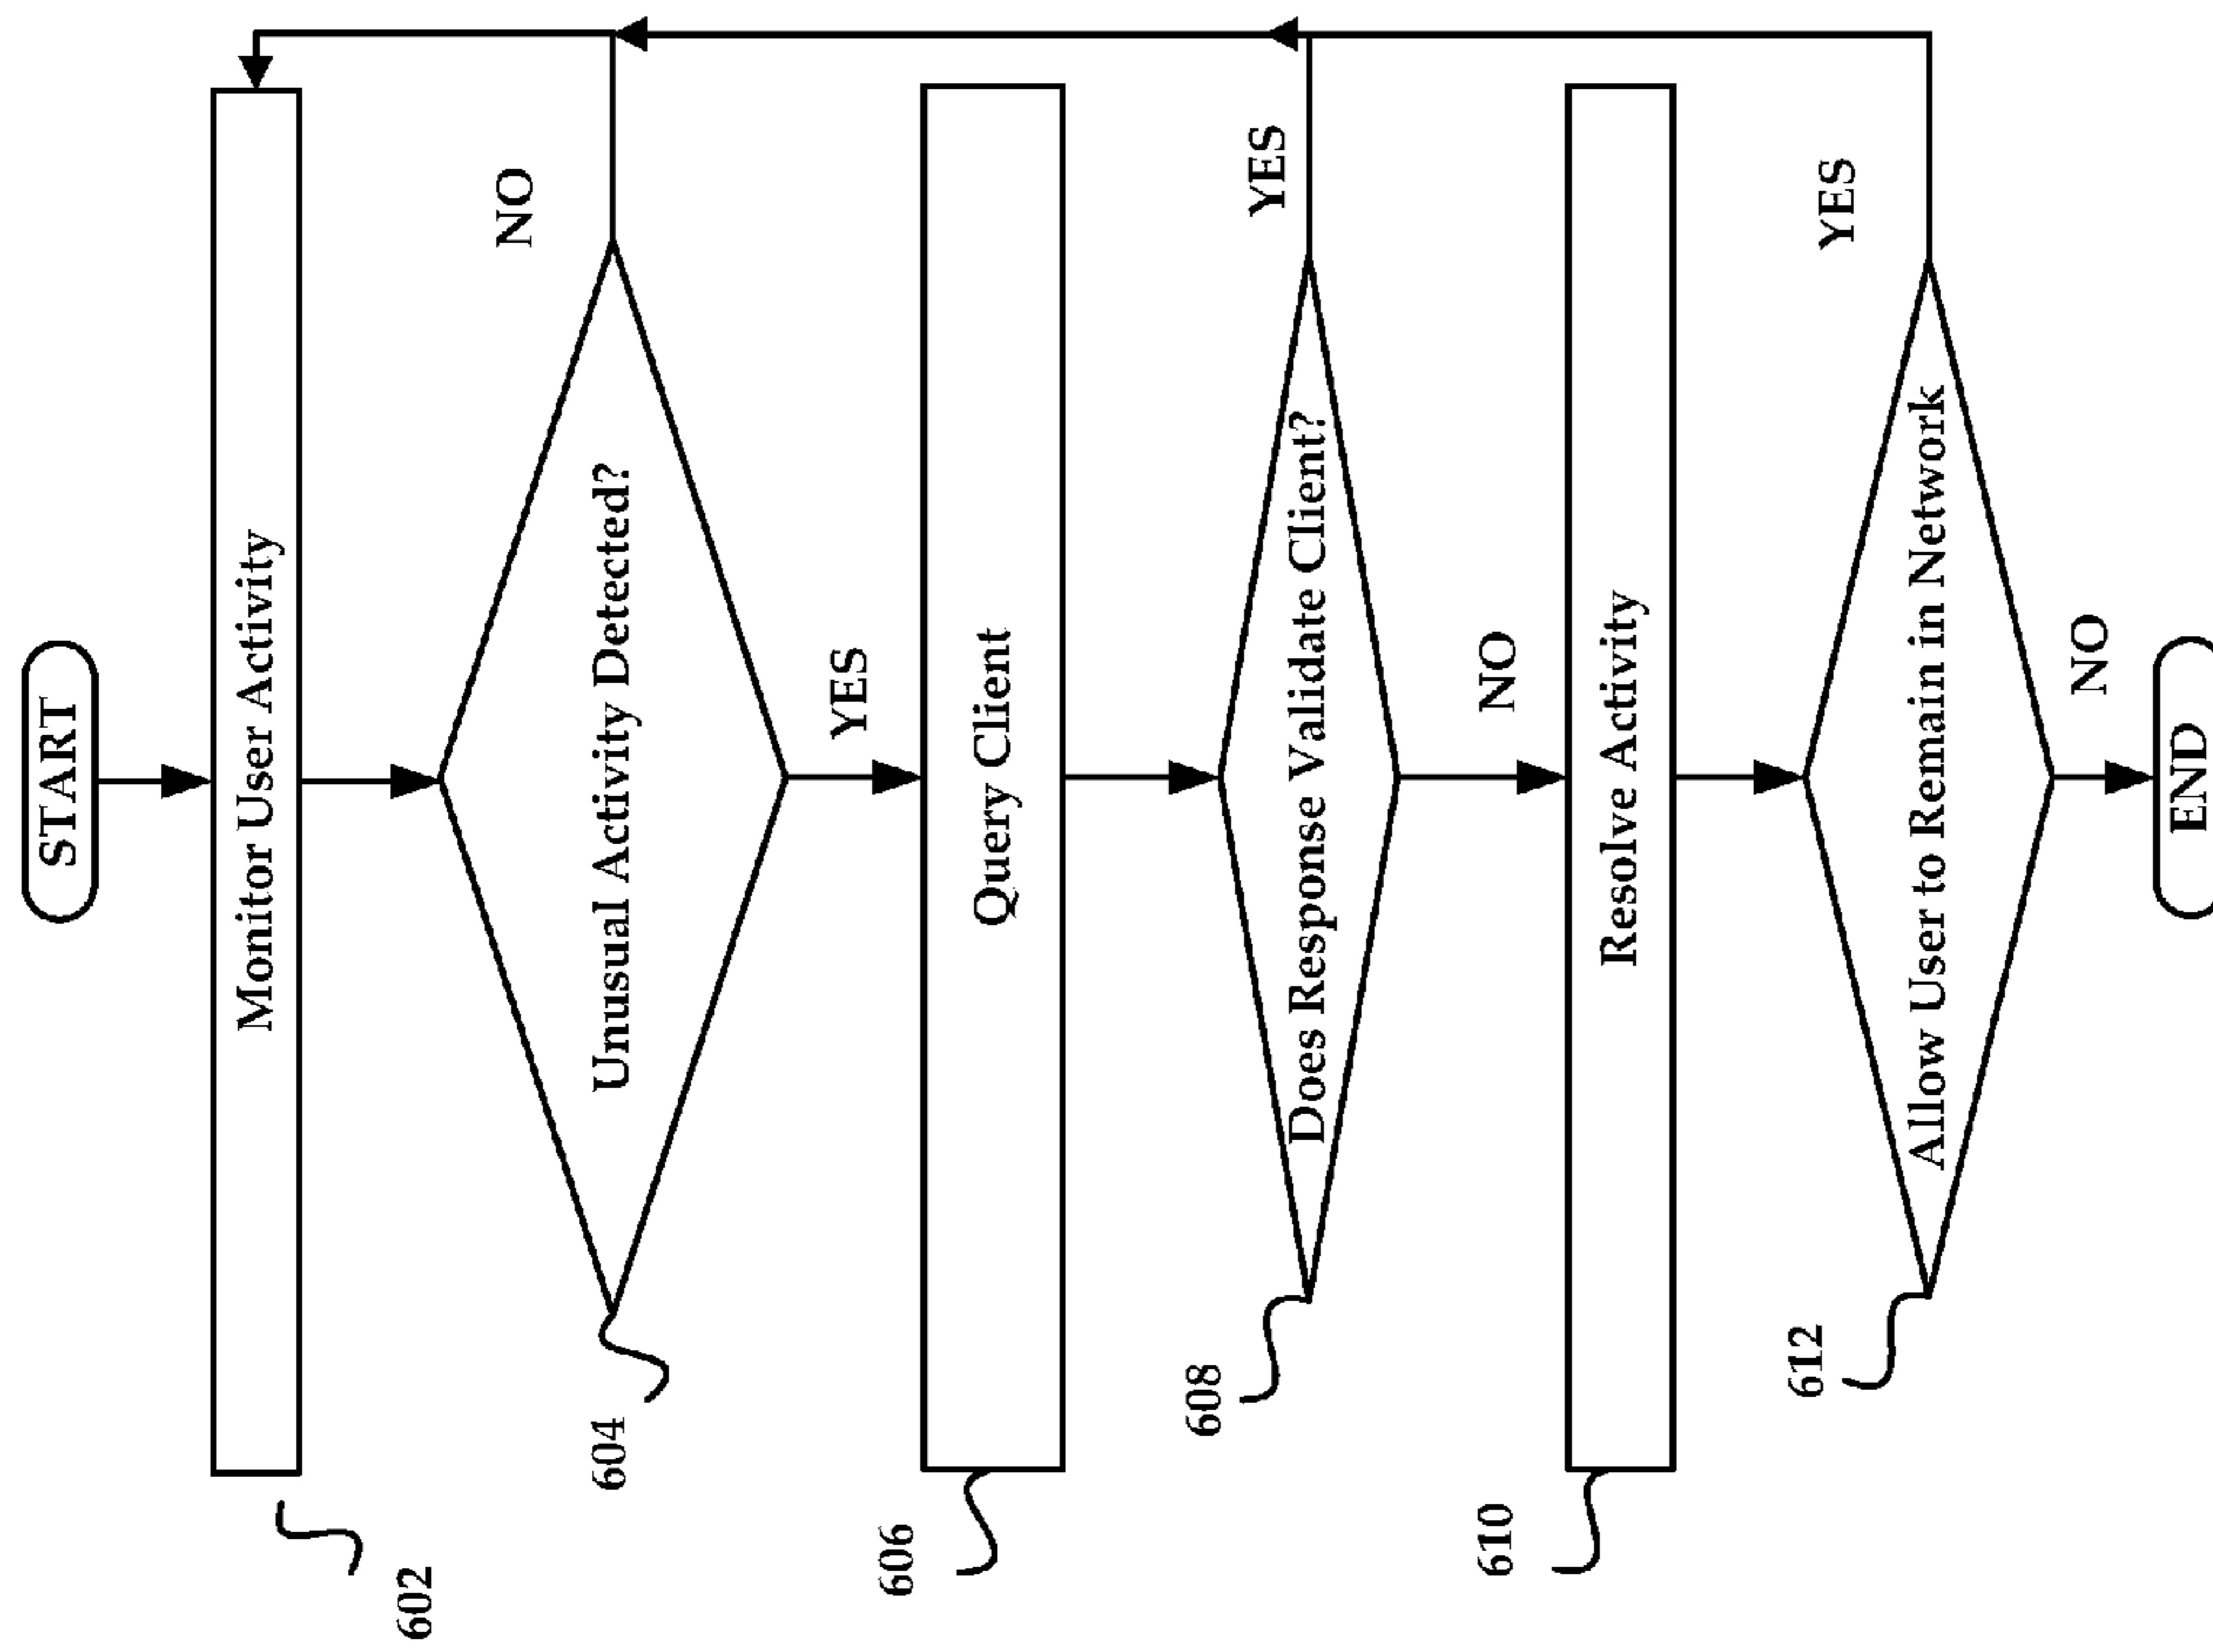 START
Monitor User Activity
602
Unusual Activity Detected?
NO
604
YES
Query Client
606
Does Response Validate Client?
YES
608
NO
Resolve Activity
610
Allow User to Remain in Network
YES
612
NO
END